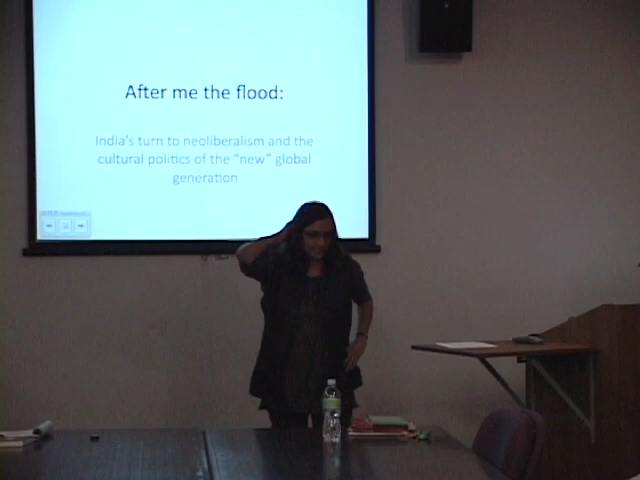 After me the flood:
India's turn to neoliberalism and the
cultural politics of the "new" global
generation